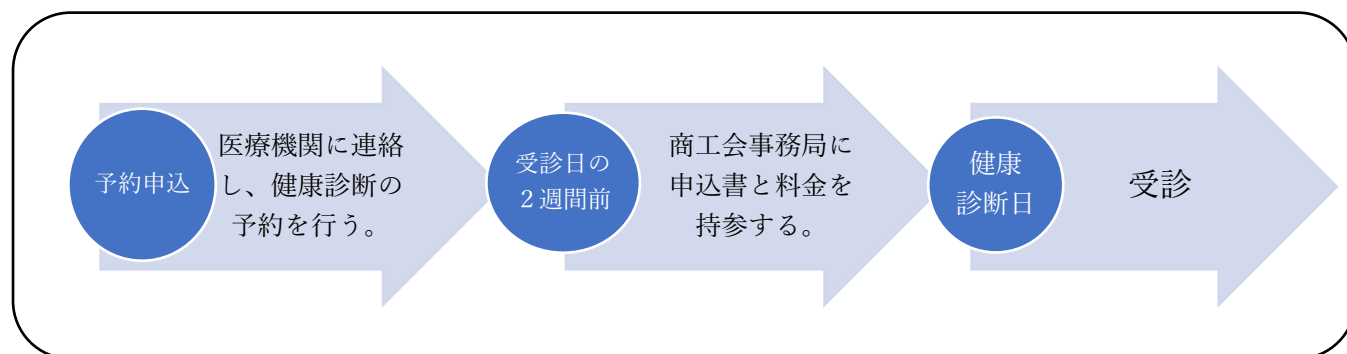 予約申込
医療機関に連絡
し、健康診断の
予約を行う。
受診日の
２週間前
商工会事務局に
申込書と料金を
持参する。
健康
診断日
受診